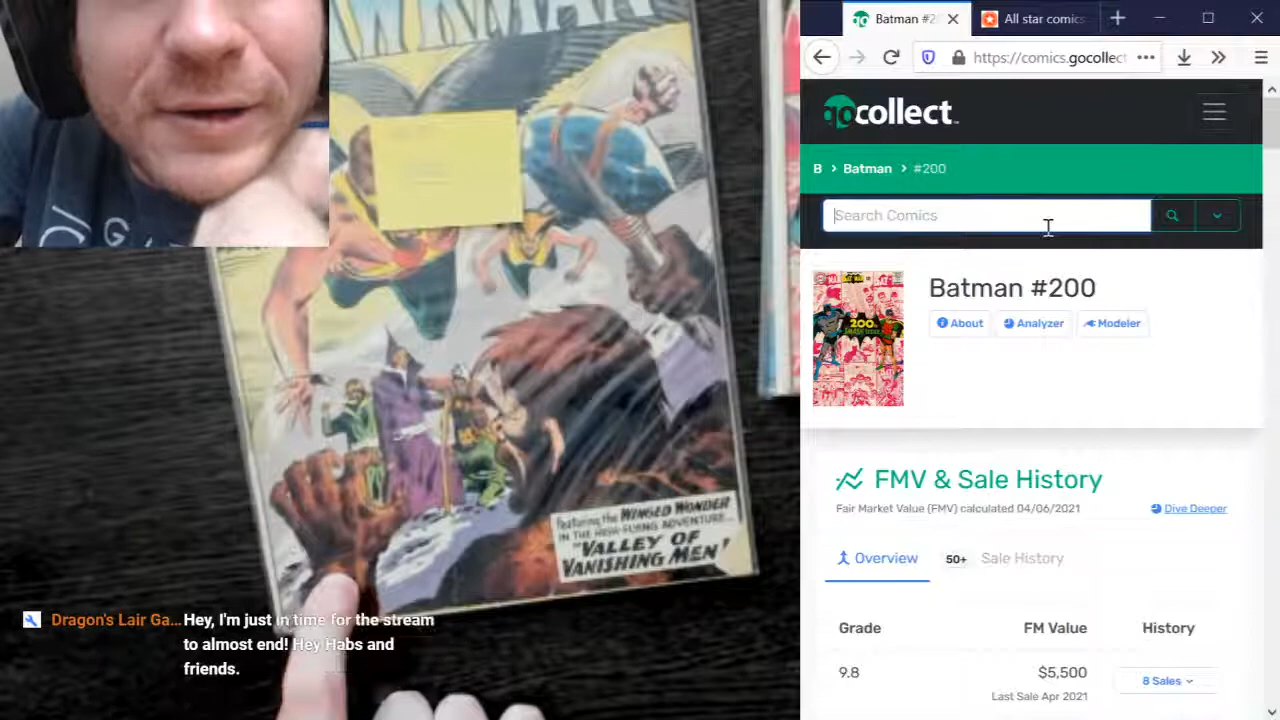 WKMAN
Featuring the WINGED WONDER
IN THE HIGH-FLYING ADVENTURE...
"VALLEY OF
VANISHING MEN"
Dragon's Lair Ga... Hey, I'm just in time for the stream
to almost end! Hey Habs and
friends.
Batman #2
All star comics
https://comics.gocollect
gocollect™
B > Batman > #200
Search Comics
200th
Batman #200
About
Analyzer
Modeler
FMV & Sale History
Fair Market Value (FMV) calculated 04/06/2021
Dive Deeper
Overview
50+
Sale History
Grade
FM Value
History
9.8
$5,500
8 Sales
Last Sale Apr 2021